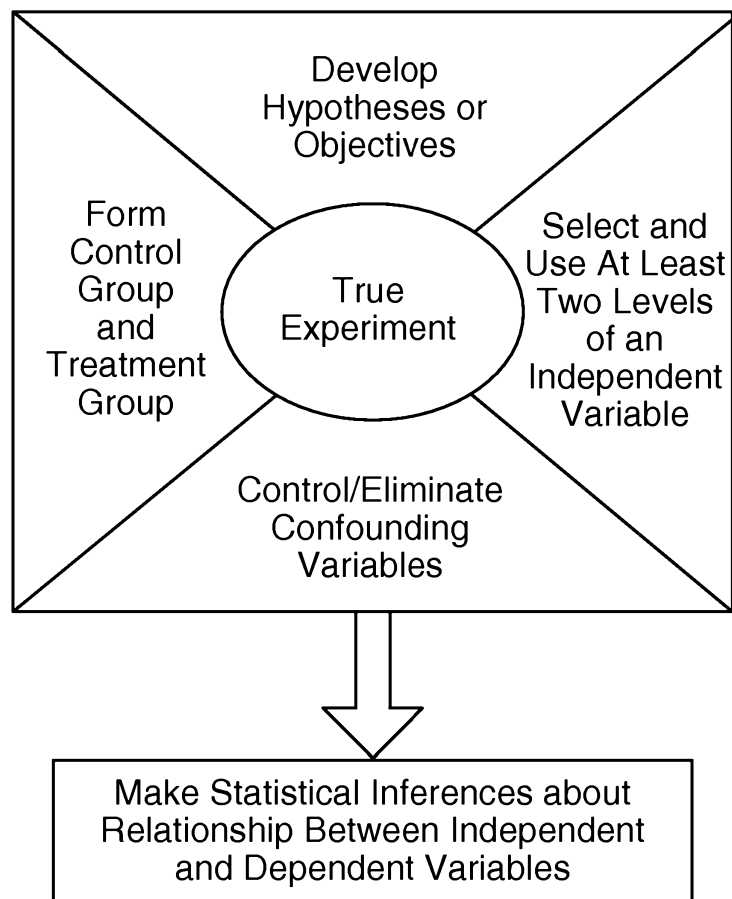 Develop
Hypotheses or
Objectives
Form
Control
Group
and
Treatment
Group
True
Experiment
Select and
Use At Least
Two Levels
of an
Independent
Variable
Control/Eliminate
Confounding
Variables
Make Statistical Inferences about
Relationship Between Independent
and Dependent Variables